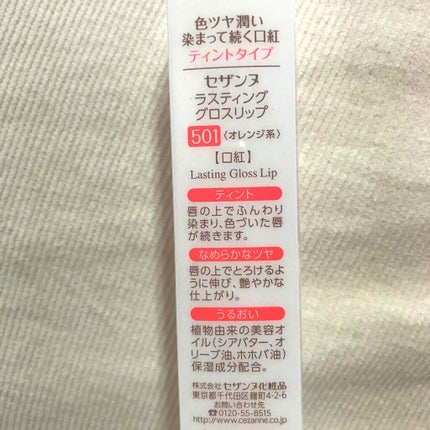 色ツヤ潤い
染まって続く口紅
ティントタイプ
セザンヌ
ラスティング
グロスリップ
501〈オレンジ系〉
【口紅】
Lasting Gloss Lip
ティント
唇の上でふんわり
染まり、色づいた唇
が続きます。
なめらかなツヤ
唇の上でとろけるよ
うに伸び、艶やかな
仕上がり。
うるおい
植物由来の美容オ
イル(シアバター、オ
リーブ油、ホホバ油)
保湿成分配合。
株式会社 セザンヌ化粧品
東京都千代田区麹町4-2-6
お問い合わせ先
0120-55-8515
http://www.cezanne.co.jp